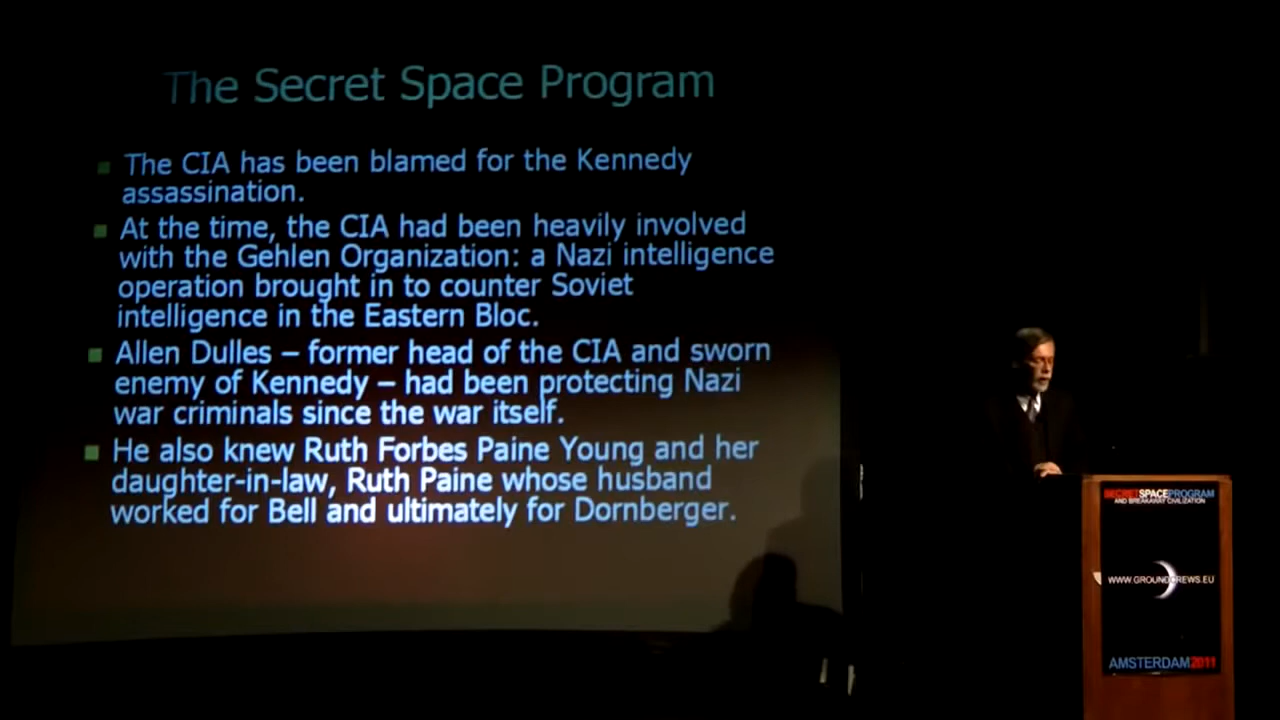 The Secret Space Program
The CIA has been blamed for the Kennedy
assassination.
At the time, the CIA had been heavily involved
with the Gehlen Organization: a Nazi intelligence
operation brought in to counter Soviet
intelligence in the Eastern Bloc.
Allen Dulles – former head of the CIA and sworn
enemy of Kennedy – had been protecting Nazi
war criminals since the war itself.
He also knew Ruth Forbes Paine Young and her
daughter-in-law, Ruth Paine whose husband
worked for Bell and ultimately for Dornberger.
SECRETSPACEPROGRAM
AND BREAKAWAY CIVILIZATION
WWW.GROUNDCREWS.EU
AMSTERDAM2011